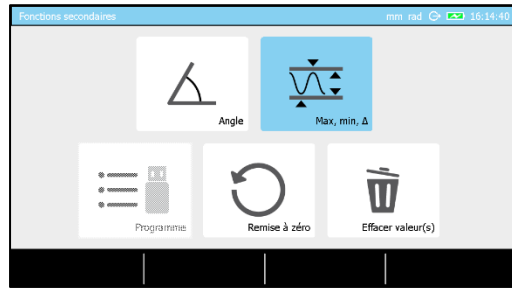 Fonctions secondaires mm rad 16:14:40
Angle Max, min, Δ
Programme Remise à zéro Effacer valeur(s)